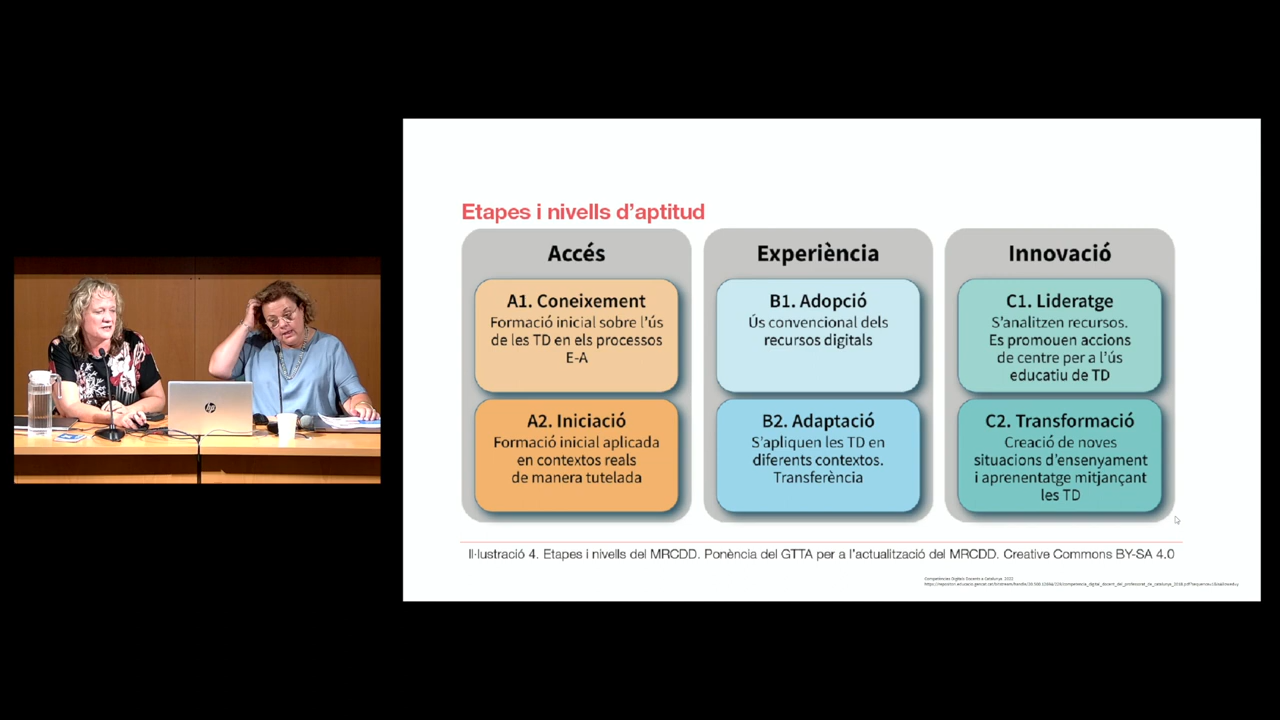 Etapes i nivells d'aptitud
Accés
A1. Coneixement
Formació inicial sobre l'ús
de les TD en els processos
E-A
A2. Iniciació
Formació inicial aplicada
en contextos reals
de manera tutelada
Experiència
B1. Adopció
Ús convencional dels
recursos digitals
B2. Adaptació
S'apliquen les TD en
diferents contextos.
Transferència
Innovació
C1. Lideratge
S'analitzen recursos.
Es promouen accions
de centre per a l'ús
educatiu de TD
C2. Transformació
Creació de noves
situacions d'ensenyament
i aprenentatge mitjançant
les TD
Il·lustració 4. Etapes i nivells del MRCDD. Ponència del GTTA per a l'actualització del MRCDD. Creative Commons BY-SA 4.0
hp